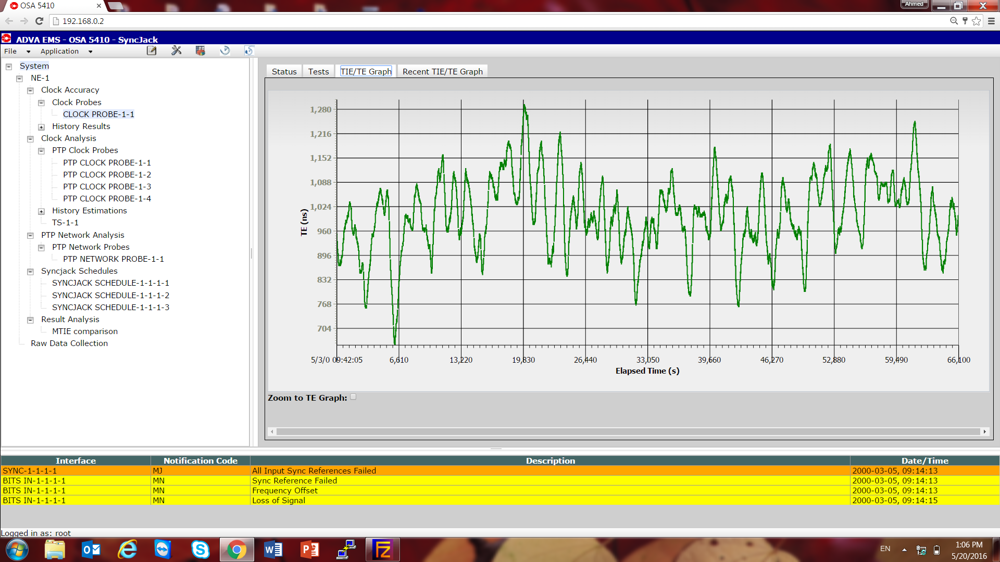 OSA 5410
Ahmed
192.168.0.2
ADVA EMS - OSA 5410 - SyncJack
File
Application
System
NE-1
Clock Accuracy
Clock Probes
CLOCK PROBE-1-1
History Results
Clock Analysis
PTP Clock Probes
PTP CLOCK PROBE-1-1
PTP CLOCK PROBE-1-2
PTP CLOCK PROBE-1-3
PTP CLOCK PROBE-1-4
History Estimations
TS-1-1
PTP Network Analysis
PTP Network Probes
PTP NETWORK PROBE-1-1
Syncjack Schedules
SYNCJACK SCHEDULE-1-1-1-1
SYNCJACK SCHEDULE-1-1-1-2
SYNCJACK SCHEDULE-1-1-1-3
Result Analysis
MTIE comparison
Raw Data Collection
Status Tests TIE/TE Graph Recent TIE/TE Graph
1,280
1,216
1,152
1,088
1,024
960
896
832
768
704
TE (ns)
5/3/0 09:42:05 6,610 13,220 19,830 26,440 33,050 39,660 46,270 52,880 59,490 66,100
Elapsed Time (s)
Zoom to TE Graph:
Interface Notification Code Description Date/Time
SYNC-1-1-1-1 MJ All Input Sync References Failed 2000-03-05, 09:14:13
BITS IN-1-1-1-1 MN Sync Reference Failed 2000-03-05, 09:14:13
BITS IN-1-1-1-1 MN Frequency Offset 2000-03-05, 09:14:13
BITS IN-1-1-1-1 MN Loss of Signal 2000-03-05, 09:14:15
Logged in as: root
EN
1:06 PM
5/20/2016